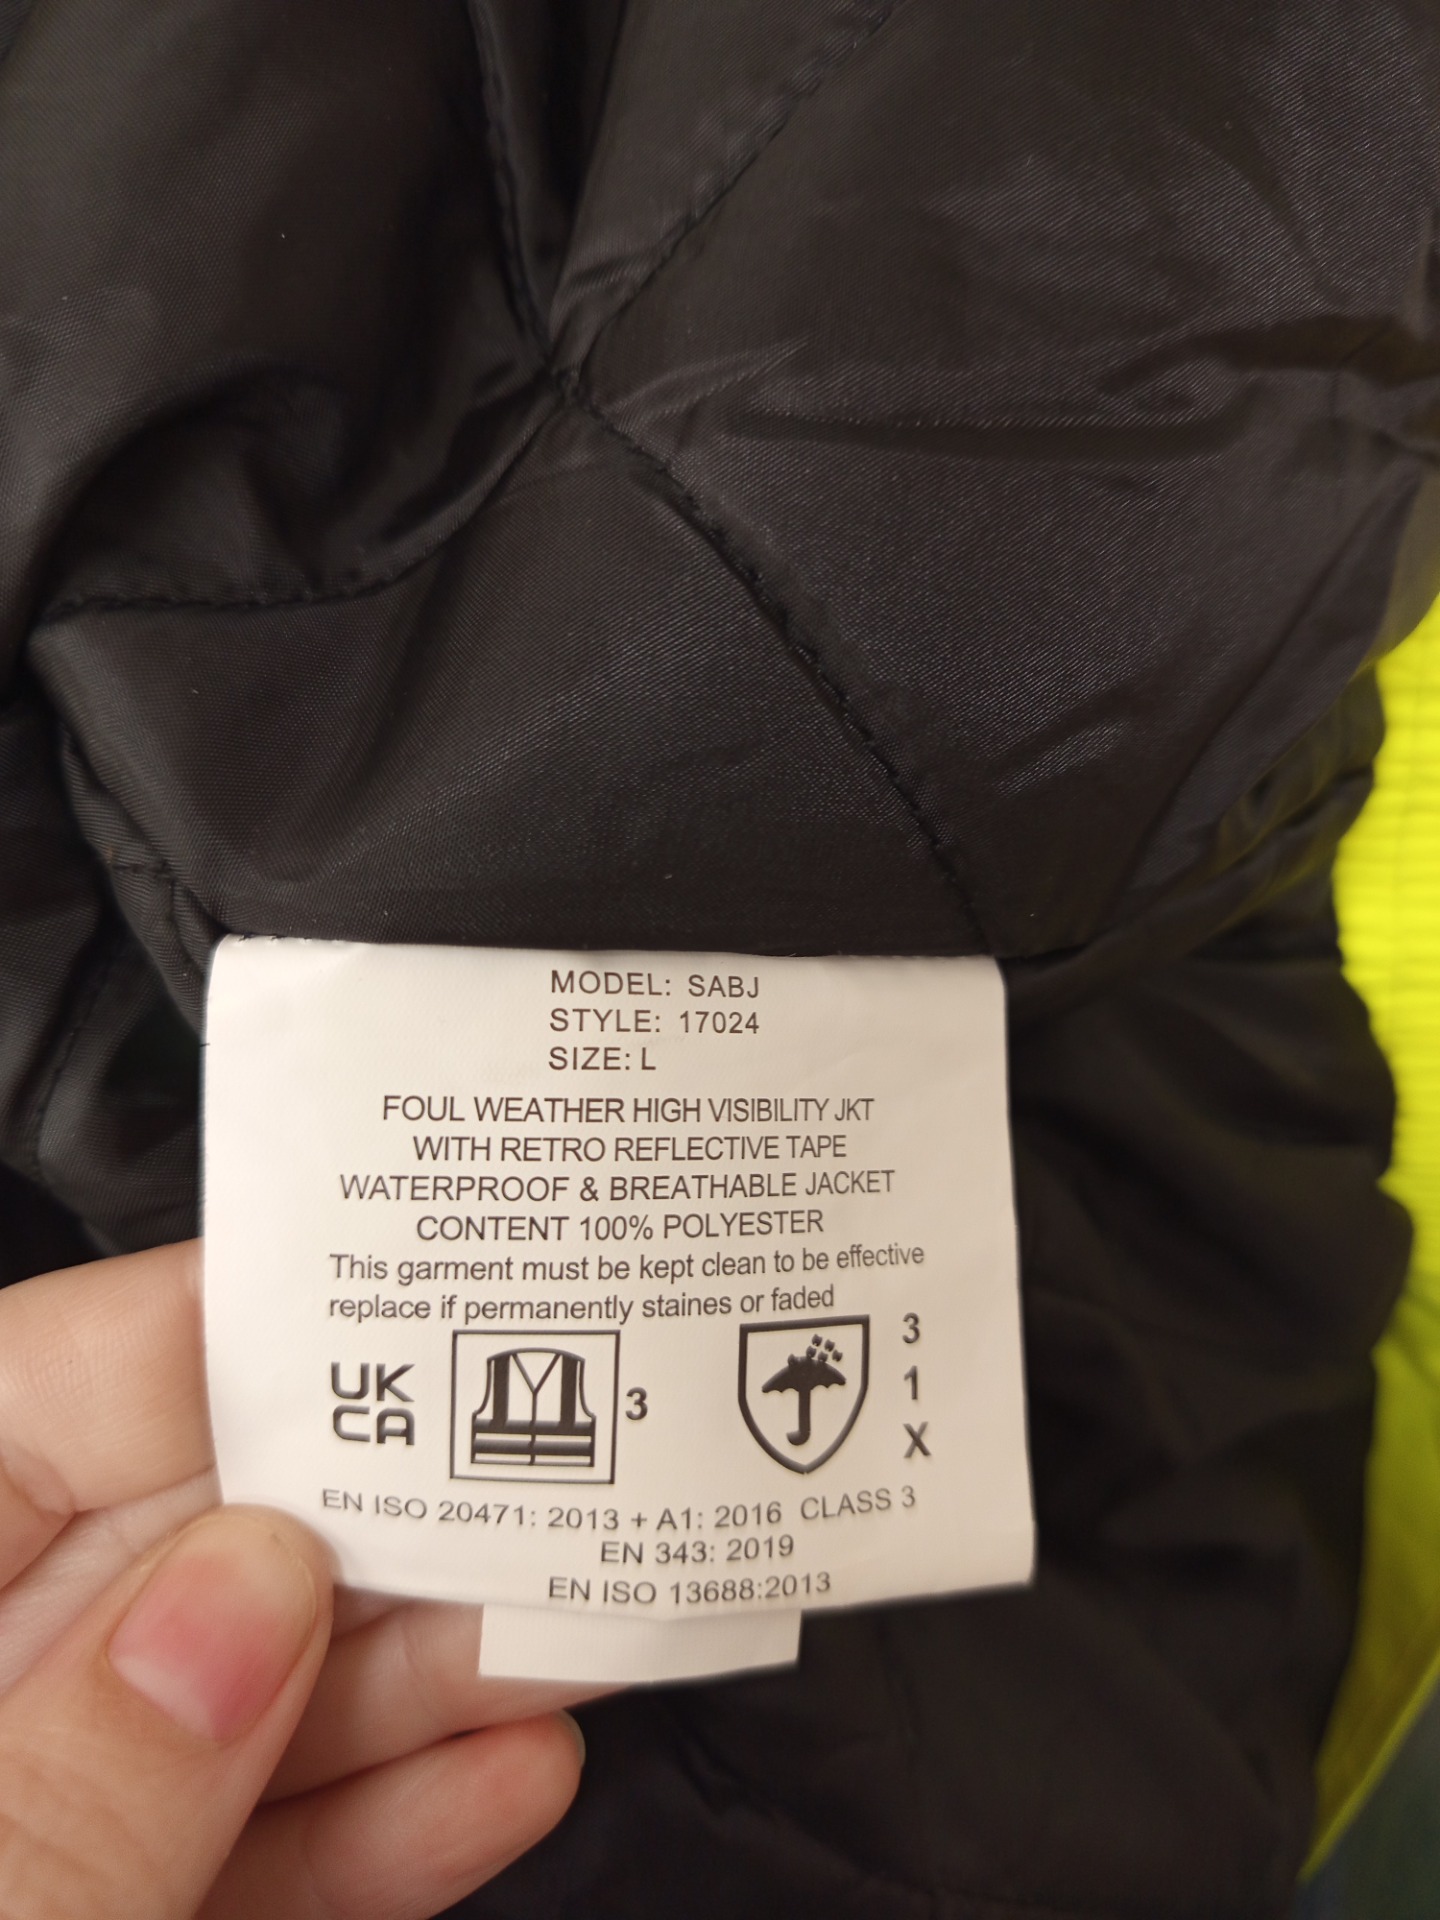 MODEL: SABJ
STYLE: 17024
SIZE: L
FOUL WEATHER HIGH VISIBILITY JKT
WITH RETRO REFLECTIVE TAPE
WATERPROOF & BREATHABLE JACKET
CONTENT 100% POLYESTER
This garment must be kept clean to be effective
replace if permanently staines or faded
UK
CA
3
3
1
X
EN ISO 20471: 2013 + A1: 2016 CLASS 3
EN 343: 2019
EN ISO 13688:2013